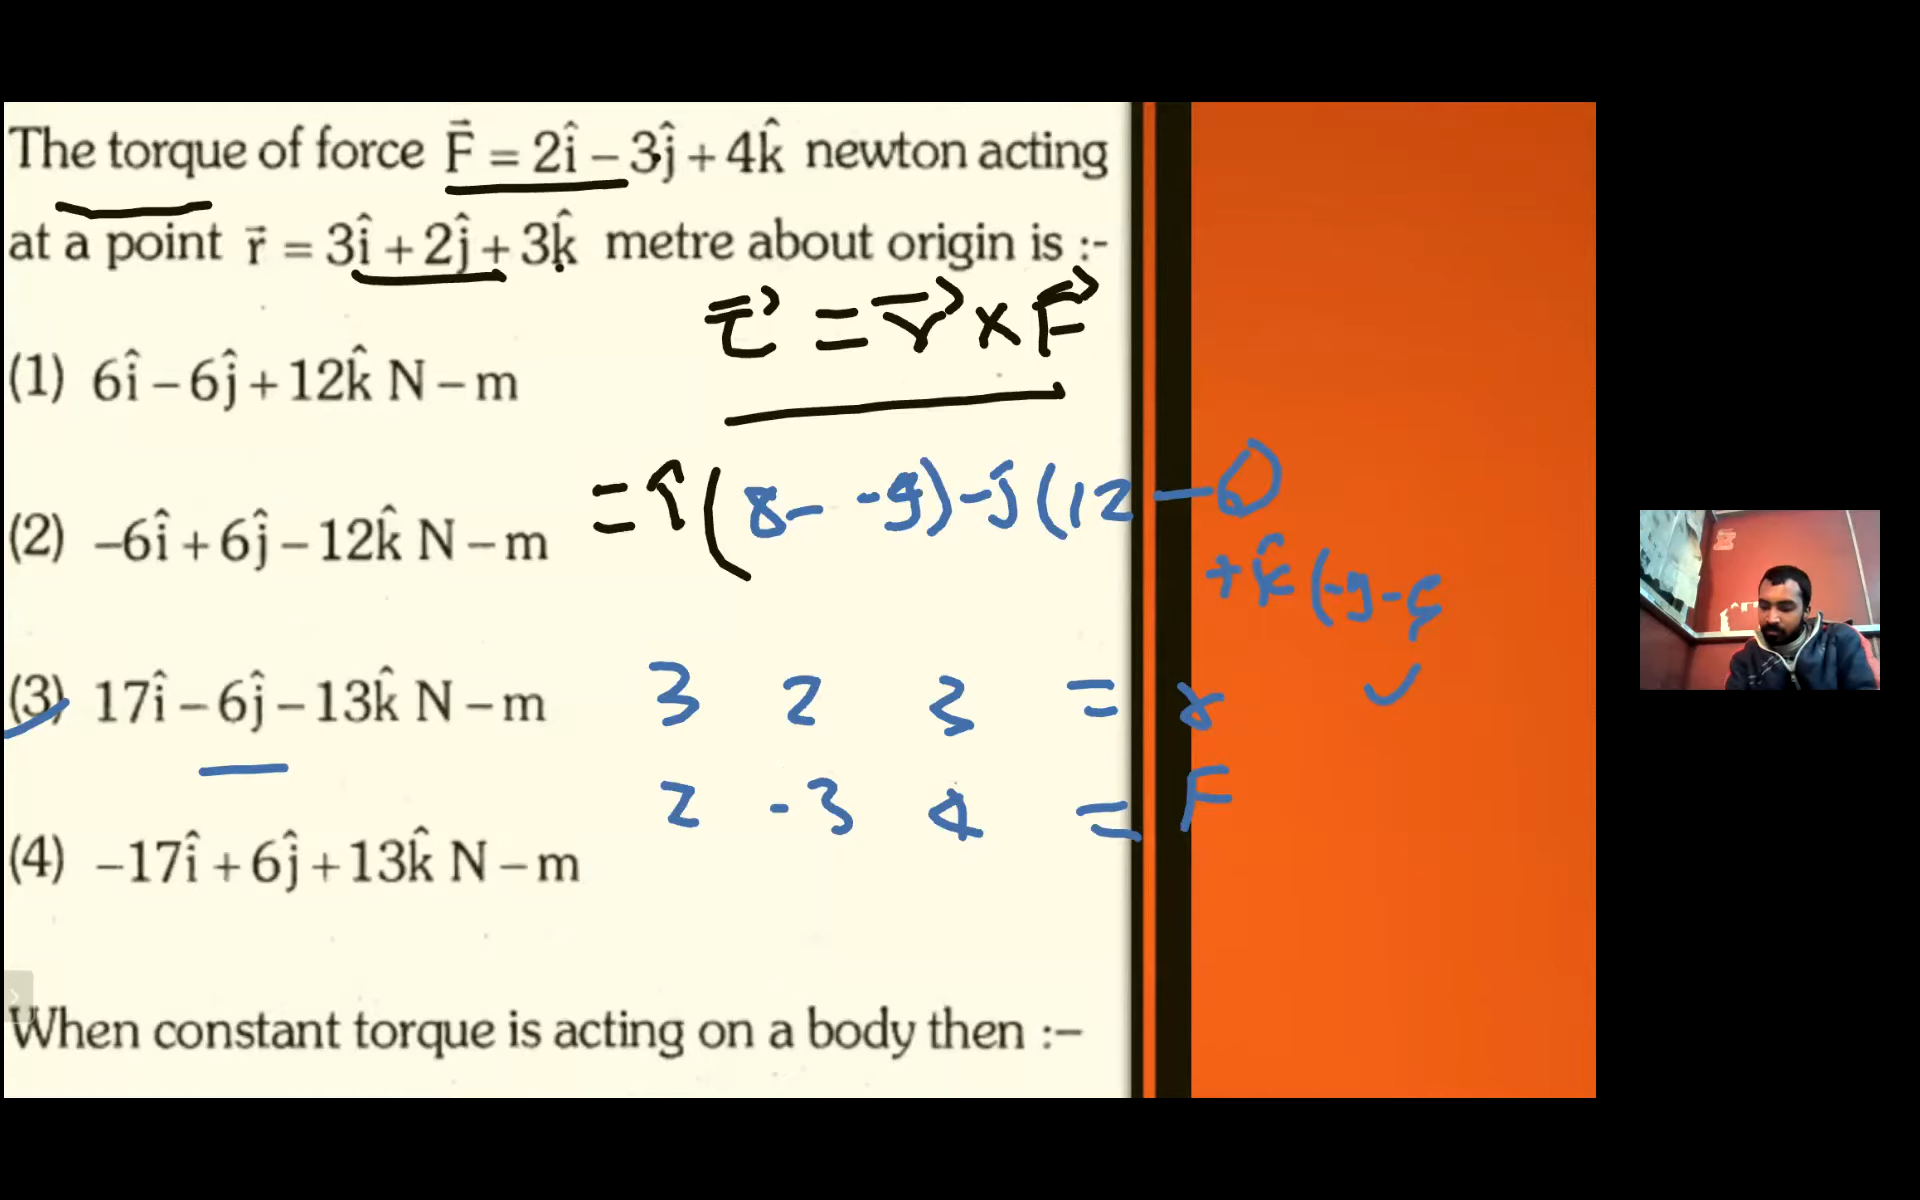 The torque of force F⃗ = 2î − 3ĵ + 4k̂ newton acting
at a point r⃗ = 3î + 2ĵ + 3k̂ metre about origin is :-
τ⃗ = r⃗ × F⃗
(1) 6î − 6ĵ + 12k̂ N − m
= î(8 - -9) - ĵ(12 - 6)
+ k̂(-9-4
(2) −6î + 6ĵ − 12k̂ N − m
(3) 17î − 6ĵ − 13k̂ N − m
3 2 3 = r
2 -3 4 = F
(4) −17î + 6ĵ + 13k̂ N − m
When constant torque is acting on a body then :−